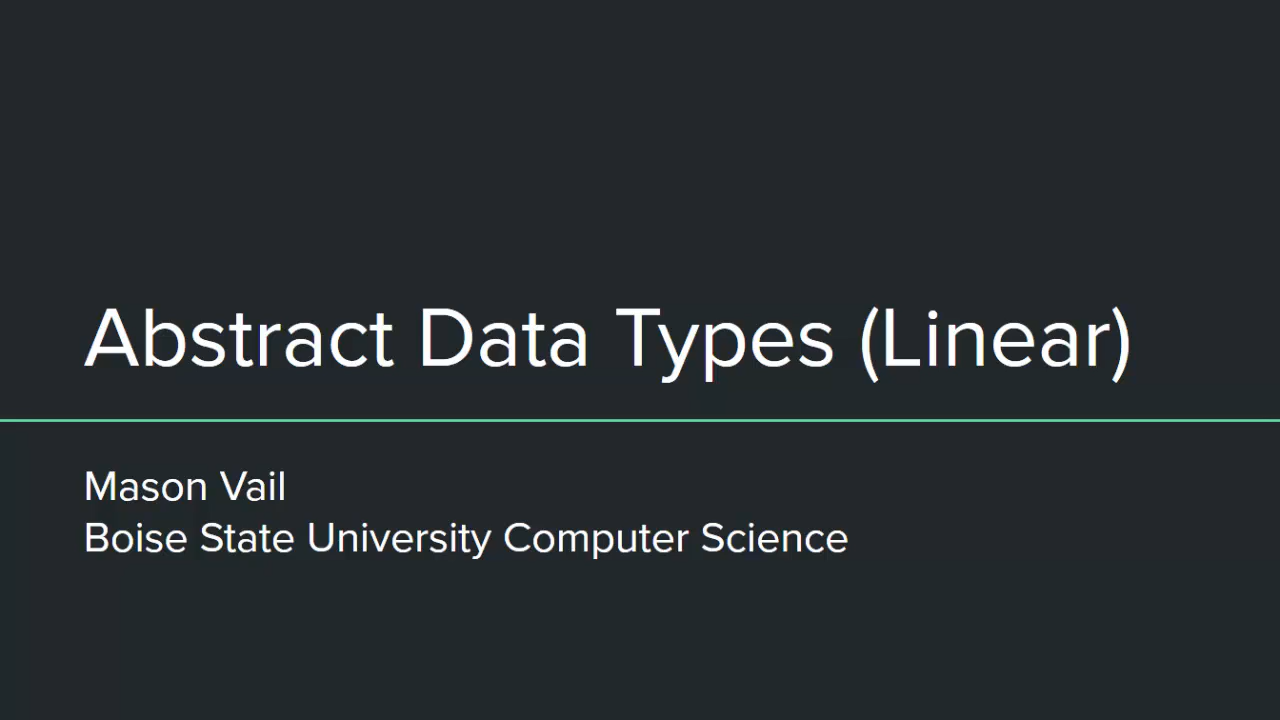 Abstract Data Types (Linear)
Mason Vail
Boise State University Computer Science